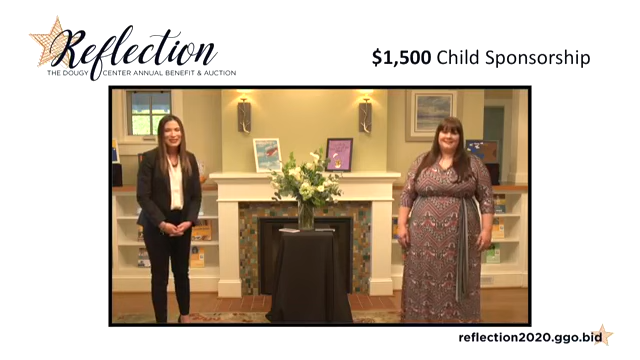 Reflection
THE DOUGY CENTER ANNUAL BENEFIT & AUCTION
$1,500 Child Sponsorship
reflection2020.ggo.bid